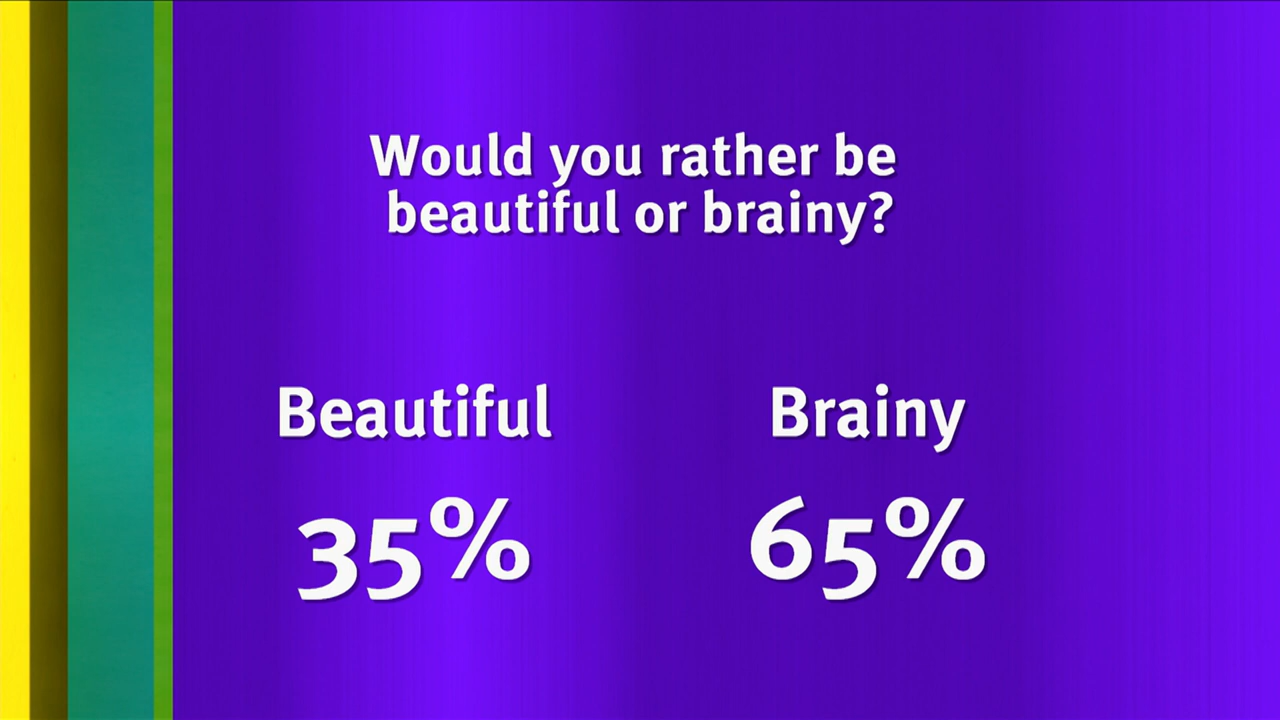 Would you rather be
beautiful or brainy?
Beautiful
Brainy
35%
65%